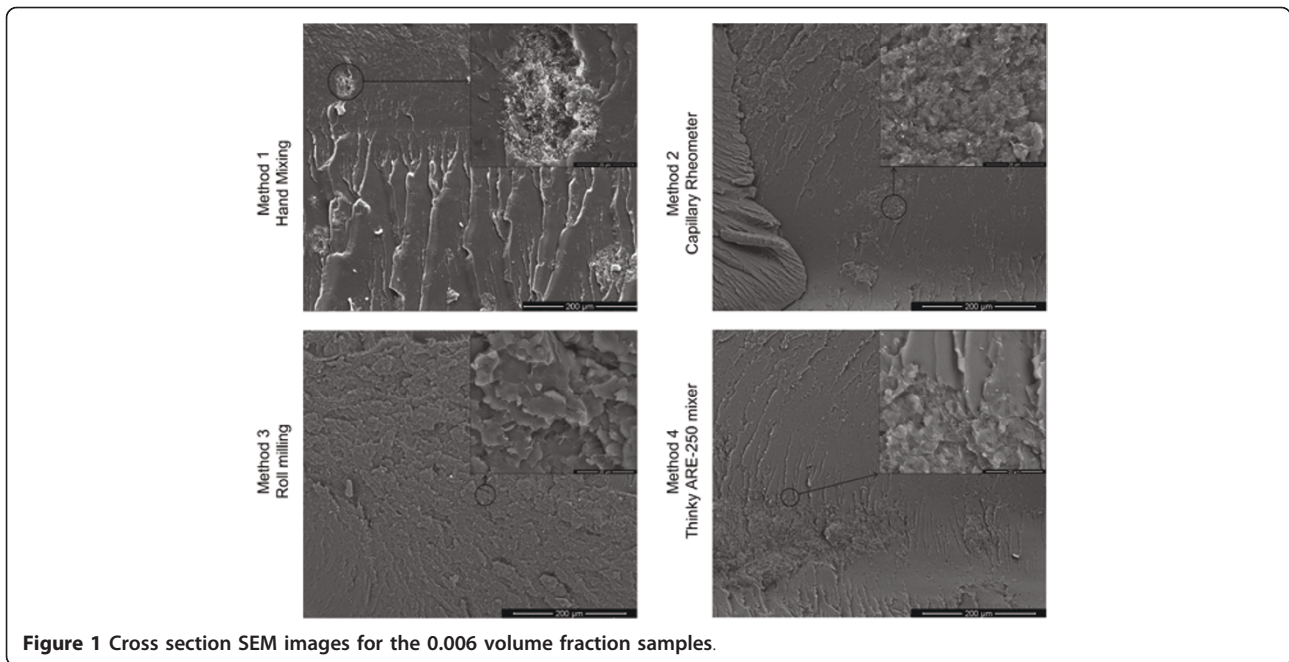 Method 1
Hand Mixing
200 µm
Method 2
Capillary Rheometer
200 µm
Method 3
Roll milling
200 µm
Method 4
Thinky ARE-250 mixer
200 µm
Figure 1 Cross section SEM images for the 0.006 volume fraction samples.